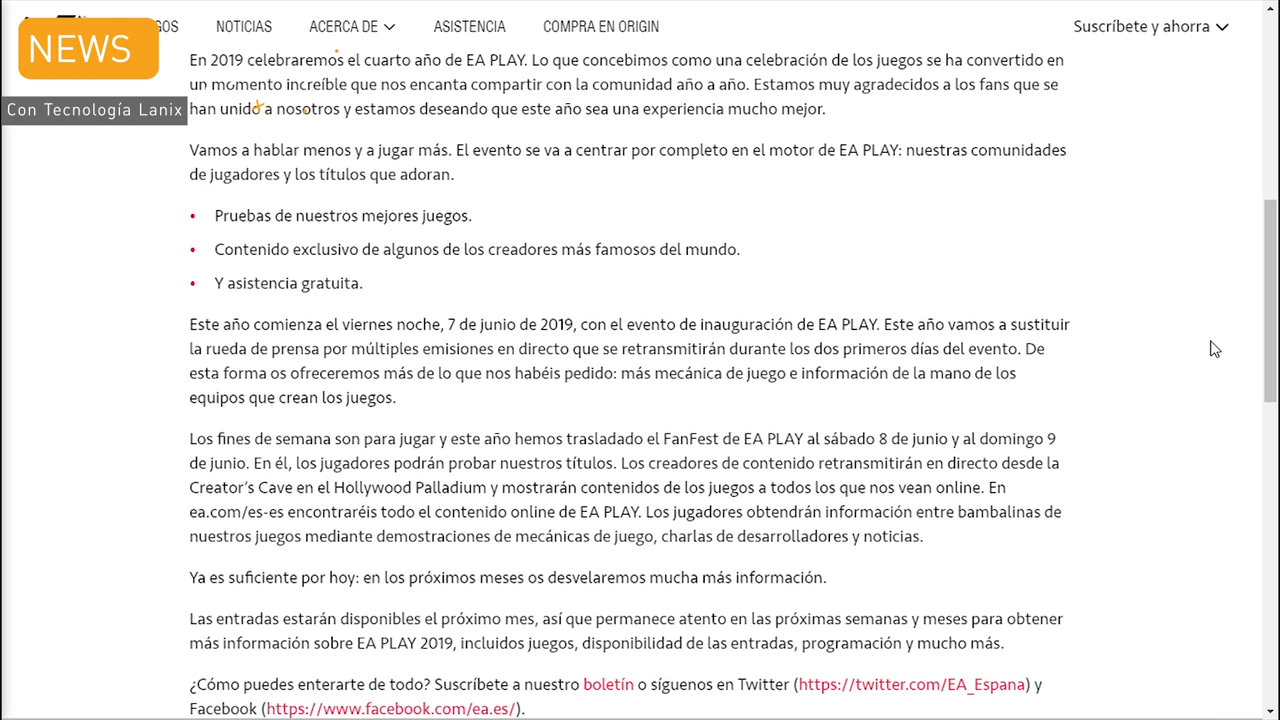 GOS NOTICIAS ACERCA DE ASISTENCIA COMPRA EN ORIGIN Suscríbete y ahorra
NEWS
Con Tecnología Lanix
En 2019 celebraremos el cuarto año de EA PLAY. Lo que concebimos como una celebración de los juegos se ha convertido en
un momento increíble que nos encanta compartir con la comunidad año a año. Estamos muy agradecidos a los fans que se
han unido a nosotros y estamos deseando que este año sea una experiencia mucho mejor.
Vamos a hablar menos y a jugar más. El evento se va a centrar por completo en el motor de EA PLAY: nuestras comunidades
de jugadores y los títulos que adoran.
• Pruebas de nuestros mejores juegos.
• Contenido exclusivo de algunos de los creadores más famosos del mundo.
• Y asistencia gratuita.
Este año comienza el viernes noche, 7 de junio de 2019, con el evento de inauguración de EA PLAY. Este año vamos a sustituir
la rueda de prensa por múltiples emisiones en directo que se retransmitirán durante los dos primeros días del evento. De
esta forma os ofreceremos más de lo que nos habéis pedido: más mecánica de juego e información de la mano de los
equipos que crean los juegos.
Los fines de semana son para jugar y este año hemos trasladado el FanFest de EA PLAY al sábado 8 de junio y al domingo 9
de junio. En él, los jugadores podrán probar nuestros títulos. Los creadores de contenido retransmitirán en directo desde la
Creator's Cave en el Hollywood Palladium y mostrarán contenidos de los juegos a todos los que nos vean online. En
ea.com/es-es encontraréis todo el contenido online de EA PLAY. Los jugadores obtendrán información entre bambalinas de
nuestros juegos mediante demostraciones de mecánicas de juego, charlas de desarrolladores y noticias.
Ya es suficiente por hoy: en los próximos meses os desvelaremos mucha más información.
Las entradas estarán disponibles el próximo mes, así que permanece atento en las próximas semanas y meses para obtener
más información sobre EA PLAY 2019, incluidos juegos, disponibilidad de las entradas, programación y mucho más.
¿Cómo puedes enterarte de todo? Suscríbete a nuestro boletín o síguenos en Twitter (https://twitter.com/EA_Espana) y
Facebook (https://www.facebook.com/ea.es/).